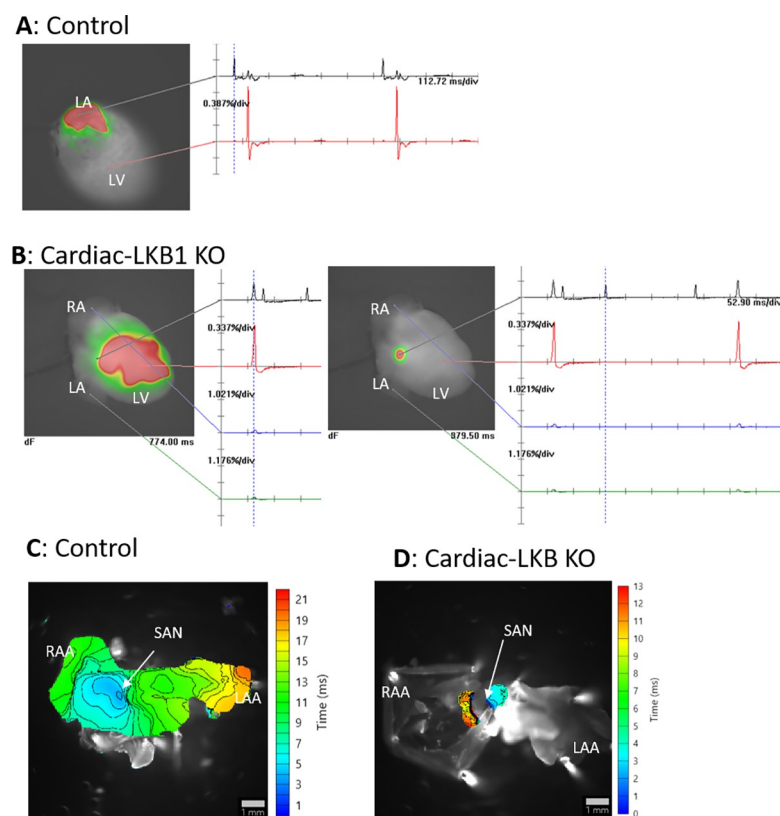 A: Control
LA
LV
0.387%/div
112.72 ms/div
B: Cardiac-LKB1 KO
RA
LA
LV
dF
774.00 ms
0.337%/div
1.021%/div
1.176%/div
RA
LA
LV
dF
879.50 ms
0.337%/div
52.90 ms/div
1.021%/div
1.176%/div
C: Control
RAA
SAN
LAA
1 mm
21
19
17
15
13
11
9
7
5
3
1
Time (ms)
D: Cardiac-LKB KO
RAA
SAN
LAA
1 mm
13
12
11
10
9
8
7
6
5
4
3
2
1
0
Time (ms)